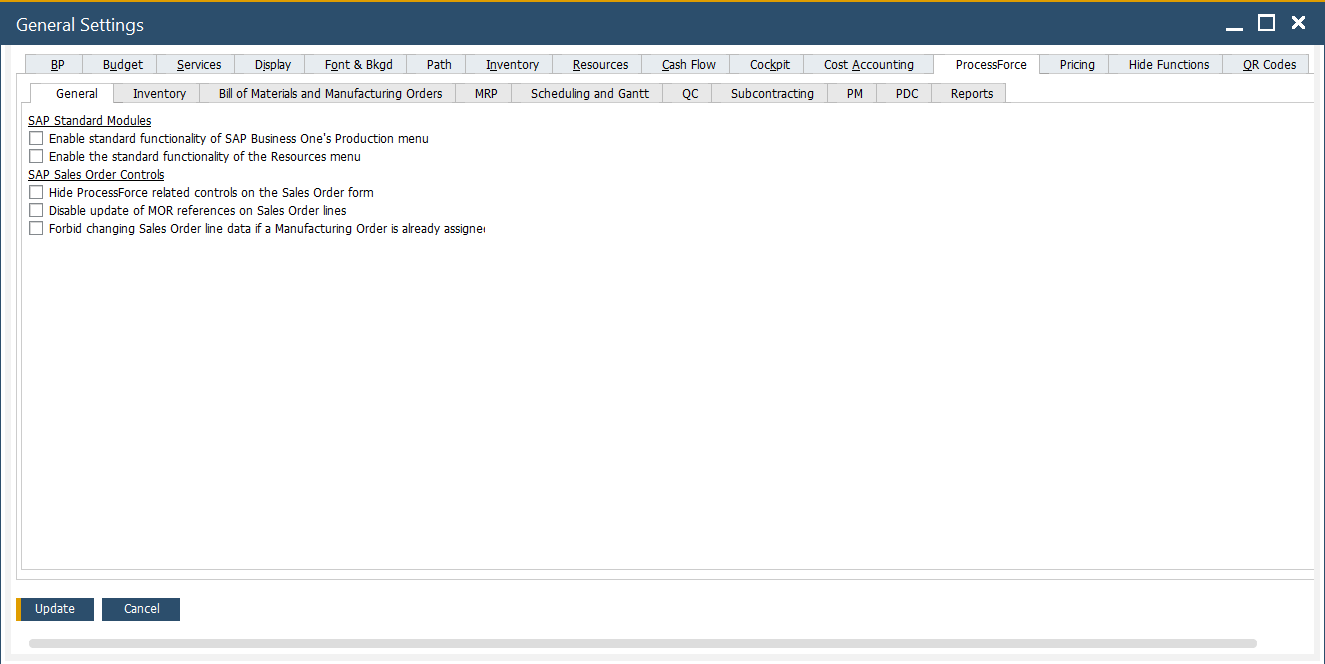 General Settings
BP Budget Services Display Font & Bkgd Path Inventory Resources Cash Flow Cockpit Cost Accounting ProcessForce Pricing Hide Functions QR Codes
General Inventory Bill of Materials and Manufacturing Orders MRP Scheduling and Gantt QC Subcontracting PM PDC Reports
SAP Standard Modules
Enable standard functionality of SAP Business One's Production menu
Enable the standard functionality of the Resources menu
SAP Sales Order Controls
Hide ProcessForce related controls on the Sales Order form
Disable update of MOR references on Sales Order lines
Forbid changing Sales Order line data if a Manufacturing Order is already assigne
Update Cancel